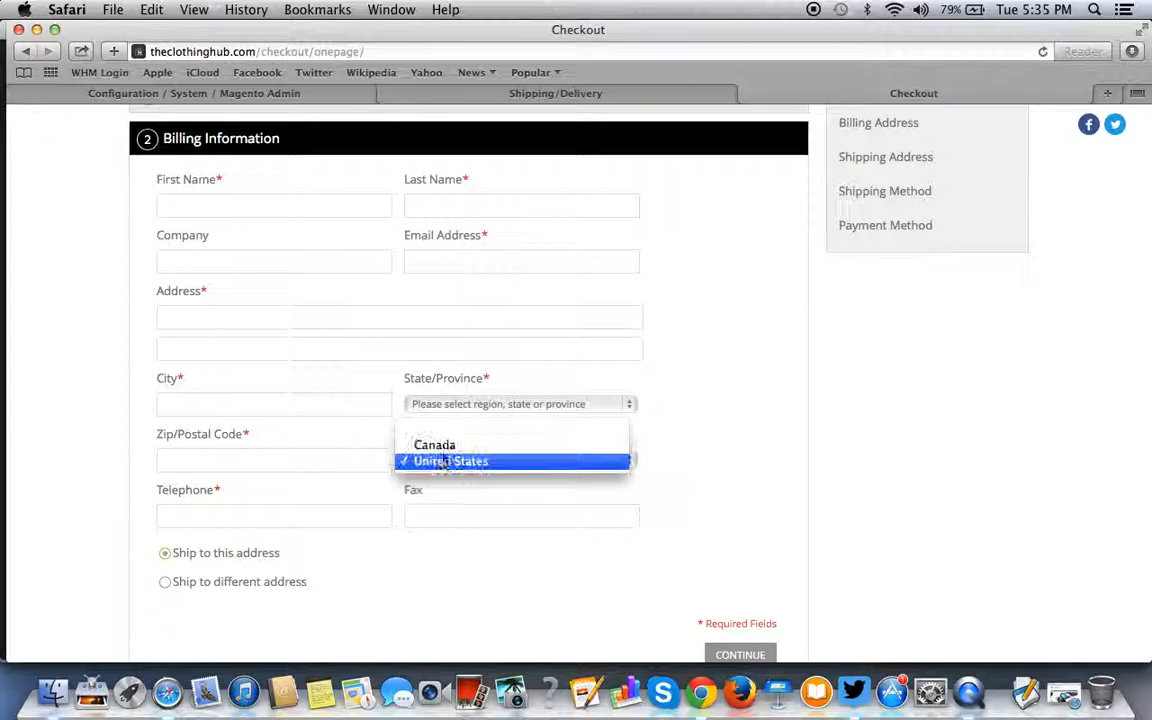 Safari File Edit View History Bookmarks Window Help 79% Tue 5:35 PM
Checkout
theclothinghub.com/checkout/onepage/ Reader
WHM Login Apple iCloud Facebook Twitter Wikipedia Yahoo News Popular
Configuration / System / Magento Admin Shipping/Delivery Checkout
2 Billing Information
First Name* Last Name*
Company Email Address*
Address*
City* State/Province*
Please select region, state or province
Zip/Postal Code*
Canada
✓ United States
Telephone* Fax
Ship to this address
Ship to different address
* Required Fields
CONTINUE
Billing Address
Shipping Address
Shipping Method
Payment Method